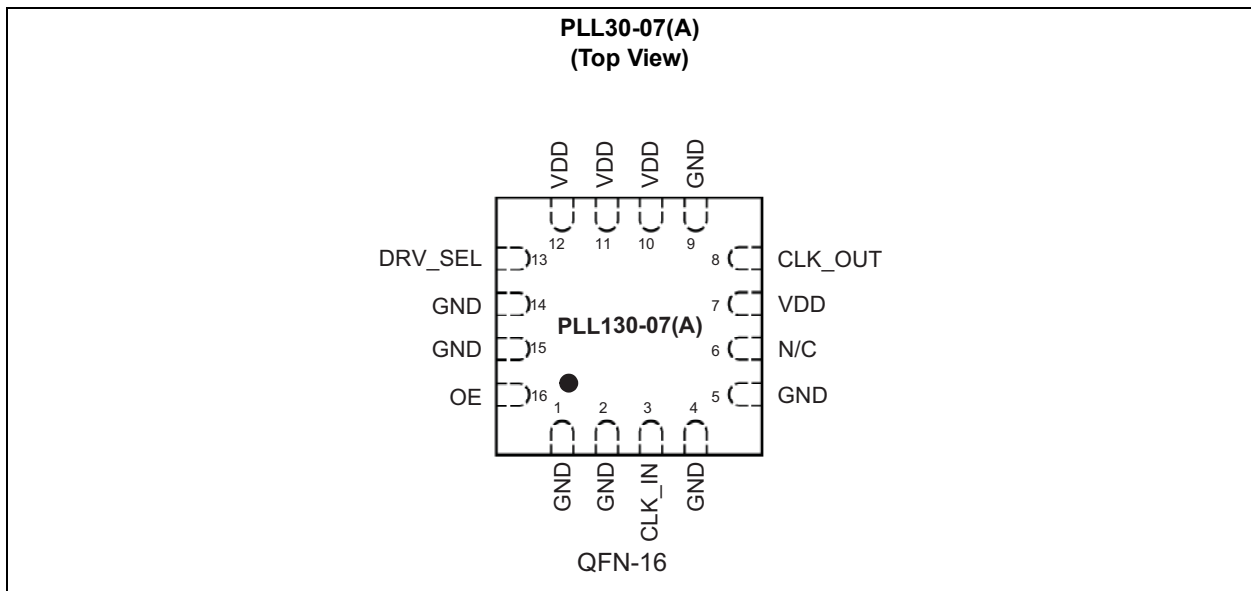 PLL30-07(A)
(Top View)
VDD
VDD
VDD
GND
12
11
10
9
DRV_SEL
13
8
CLK_OUT
GND
14
7
VDD
PLL130-07(A)
GND
15
6
N/C
OE
16
5
GND
1
2
3
4
GND
GND
CLK_IN
GND
QFN-16